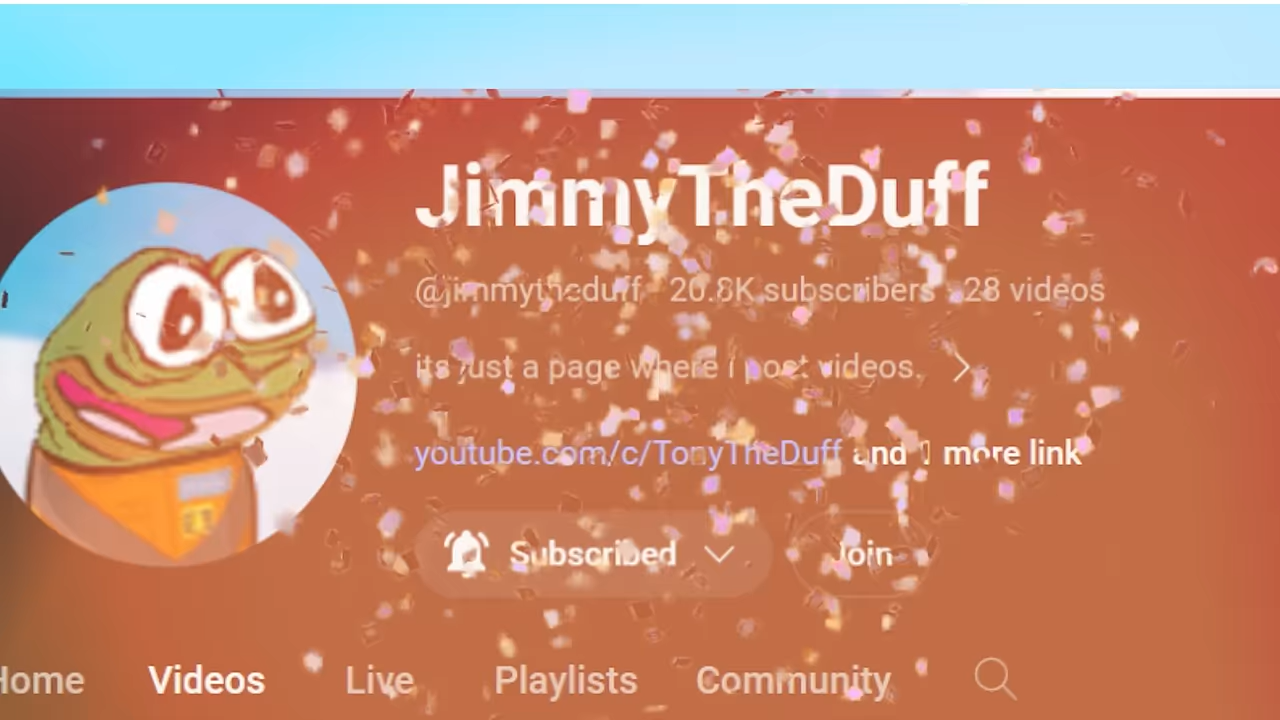 JimmyTheDuff
@jimmytheduff · 20.8K subscribers · 28 videos
its just a page where i post videos.
youtube.com/c/TonyTheDuff and 1 more link
Subscribed Join
Home Videos Live Playlists Community